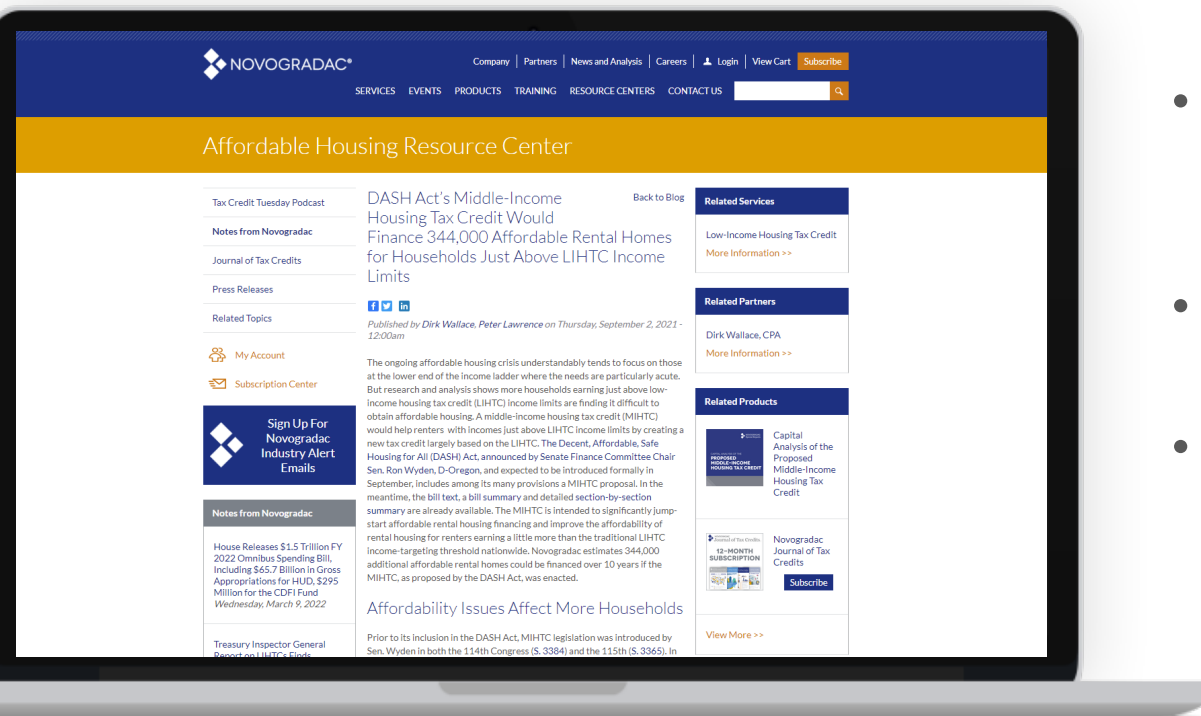 NOVOGRADAC®
Company | Partners | News and Analysis | Careers | Login | View Cart Subscribe
SERVICES EVENTS PRODUCTS TRAINING RESOURCE CENTERS CONTACT US
Affordable Housing Resource Center
Tax Credit Tuesday Podcast
Notes from Novogradac
Journal of Tax Credits
Press Releases
Related Topics
My Account
Subscription Center
Sign Up For
Novogradac
Industry Alert
Emails
Notes from Novogradac
House Releases $1.5 Trillion FY
2022 Omnibus Spending Bill,
Including $65.7 Billion in Gross
Appropriations for HUD, $295
Million for the CDFI Fund
Wednesday, March 9, 2022
Treasury Inspector General
Report on LIHTCs Finds
DASH Act's Middle-Income
Housing Tax Credit Would
Finance 344,000 Affordable Rental Homes
for Households Just Above LIHTC Income
Limits
Back to Blog
Published by Dirk Wallace, Peter Lawrence on Thursday, September 2, 2021 -
12:00am
The ongoing affordable housing crisis understandably tends to focus on those
at the lower end of the income ladder where the needs are particularly acute.
But research and analysis shows more households earning just above low-
income housing tax credit (LIHTC) income limits are finding it difficult to
obtain affordable housing. A middle-income housing tax credit (MIHTC)
would help renters with incomes just above LIHTC income limits by creating a
new tax credit largely based on the LIHTC. The Decent, Affordable, Safe
Housing for All (DASH) Act, announced by Senate Finance Committee Chair
Sen. Ron Wyden, D-Oregon, and expected to be introduced formally in
September, includes among its many provisions a MIHTC proposal. In the
meantime, the bill text, a bill summary and detailed section-by-section
summary are already available. The MIHTC is intended to significantly jump-
start affordable rental housing financing and improve the affordability of
rental housing for renters earning a little more than the traditional LIHTC
income-targeting threshold nationwide. Novogradac estimates 344,000
additional affordable rental homes could be financed over 10 years if the
MIHTC, as proposed by the DASH Act, was enacted.
Affordability Issues Affect More Households
Prior to its inclusion in the DASH Act, MIHTC legislation was introduced by
Sen. Wyden in both the 114th Congress (S. 3384) and the 115th (S. 3365). In
Related Services
Low-Income Housing Tax Credit
More Information >>
Related Partners
Dirk Wallace, CPA
More Information >>
Related Products
PROPOSED
MIDDLE-INCOME
HOUSING TAX CREDIT
Capital
Analysis of the
Proposed
Middle-Income
Housing Tax
Credit
Journal of Tax Credits
12-MONTH
SUBSCRIPTION
Novogradac
Journal of Tax
Credits
Subscribe
View More >>